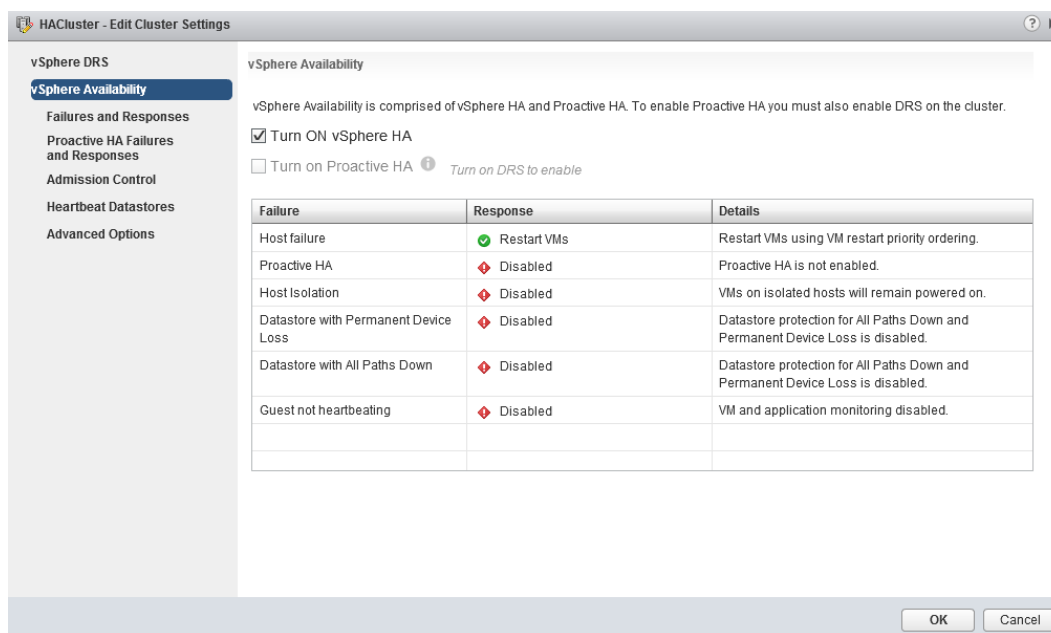 HACluster - Edit Cluster Settings
vSphere DRS
vSphere Availability
Failures and Responses
Proactive HA Failures
and Responses
Admission Control
Heartbeat Datastores
Advanced Options
vSphere Availability
vSphere Availability is comprised of vSphere HA and Proactive HA. To enable Proactive HA you must also enable DRS on the cluster.
Turn ON vSphere HA
Turn on Proactive HA Turn on DRS to enable
Failure Response Details
Host failure Restart VMs Restart VMs using VM restart priority ordering.
Proactive HA Disabled Proactive HA is not enabled.
Host Isolation Disabled VMs on isolated hosts will remain powered on.
Datastore with Permanent Device Disabled Datastore protection for All Paths Down and
Loss Permanent Device Loss is disabled.
Datastore with All Paths Down Disabled Datastore protection for All Paths Down and
Permanent Device Loss is disabled.
Guest not heartbeating Disabled VM and application monitoring disabled.
OK Cancel